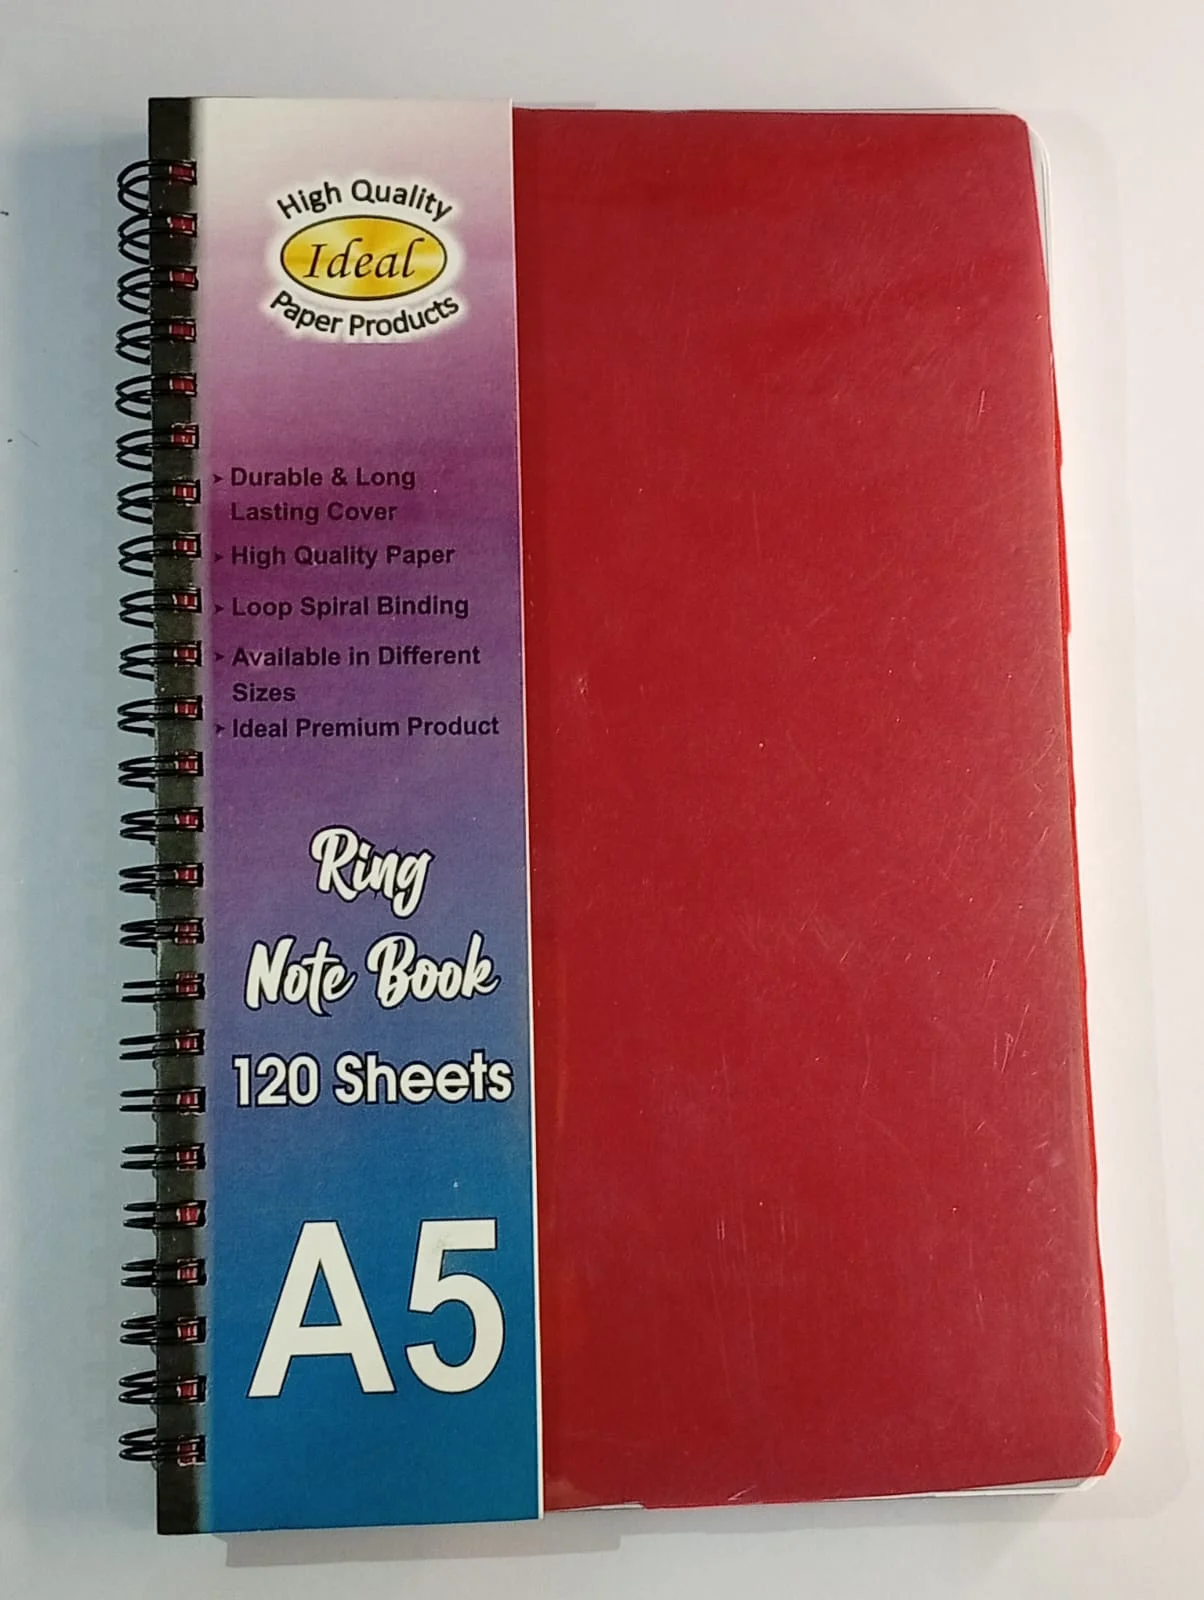 High Quality
Ideal
Paper Products
➤ Durable & Long
Lasting Cover
➤ High Quality Paper
➤ Loop Spiral Binding
➤ Available in Different
Sizes
➤ Ideal Premium Product
Ring
Note Book
120 Sheets
A5